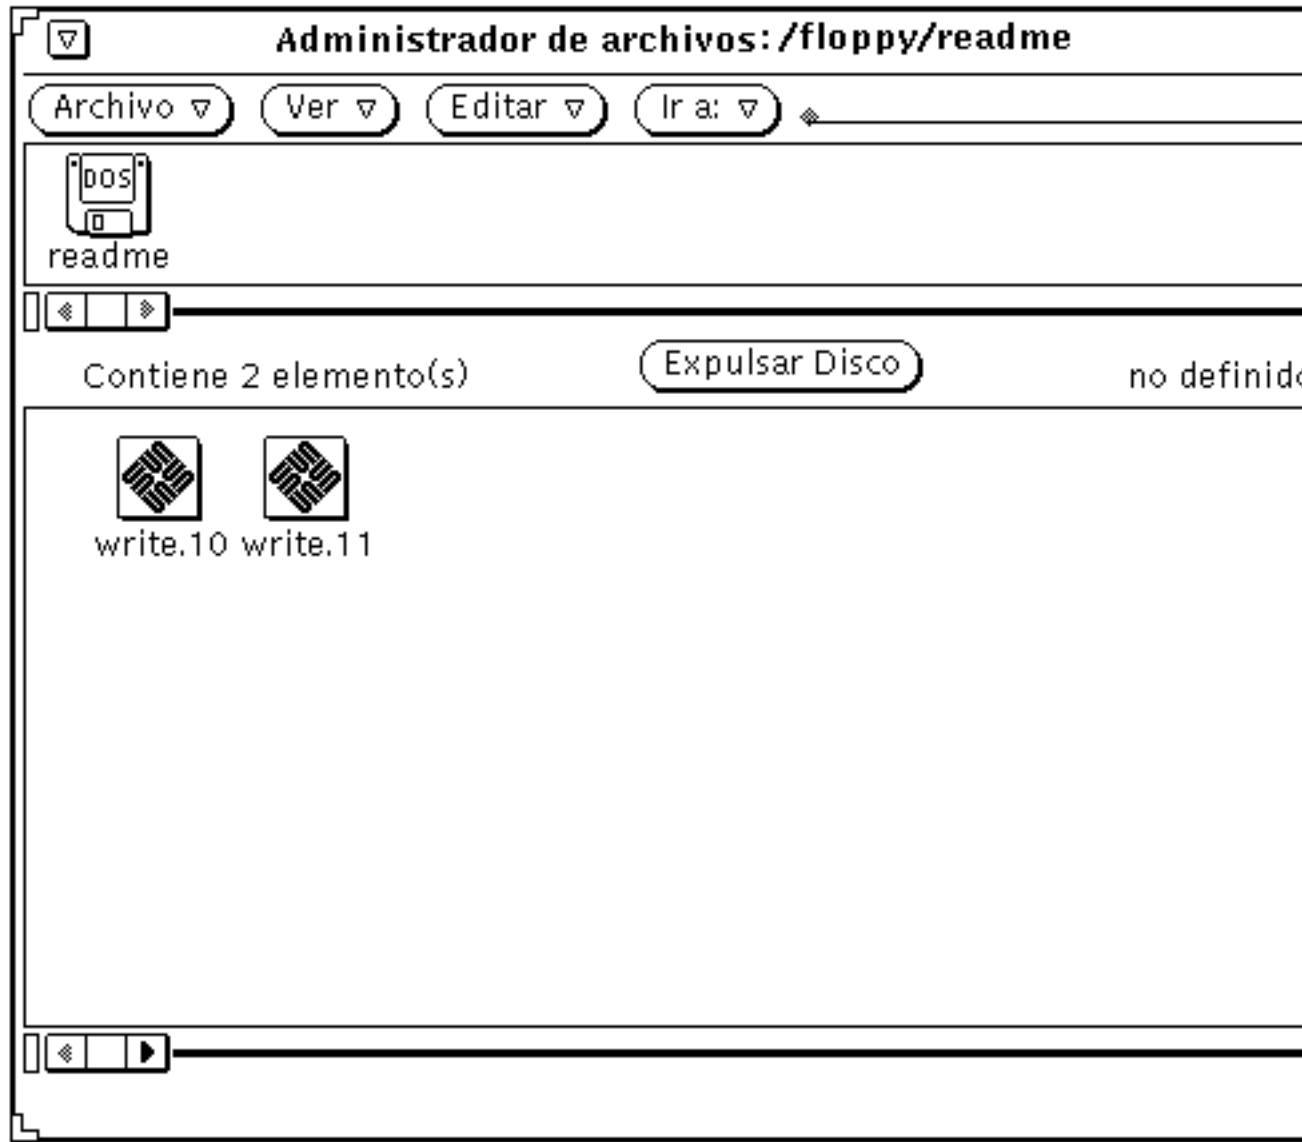 Administrador de archivos: /floppy/readme
Archivo Ver Editar Ir a:
DOS
readme
Contiene 2 elemento(s) Expulsar Disco no definido
write.10 write.11